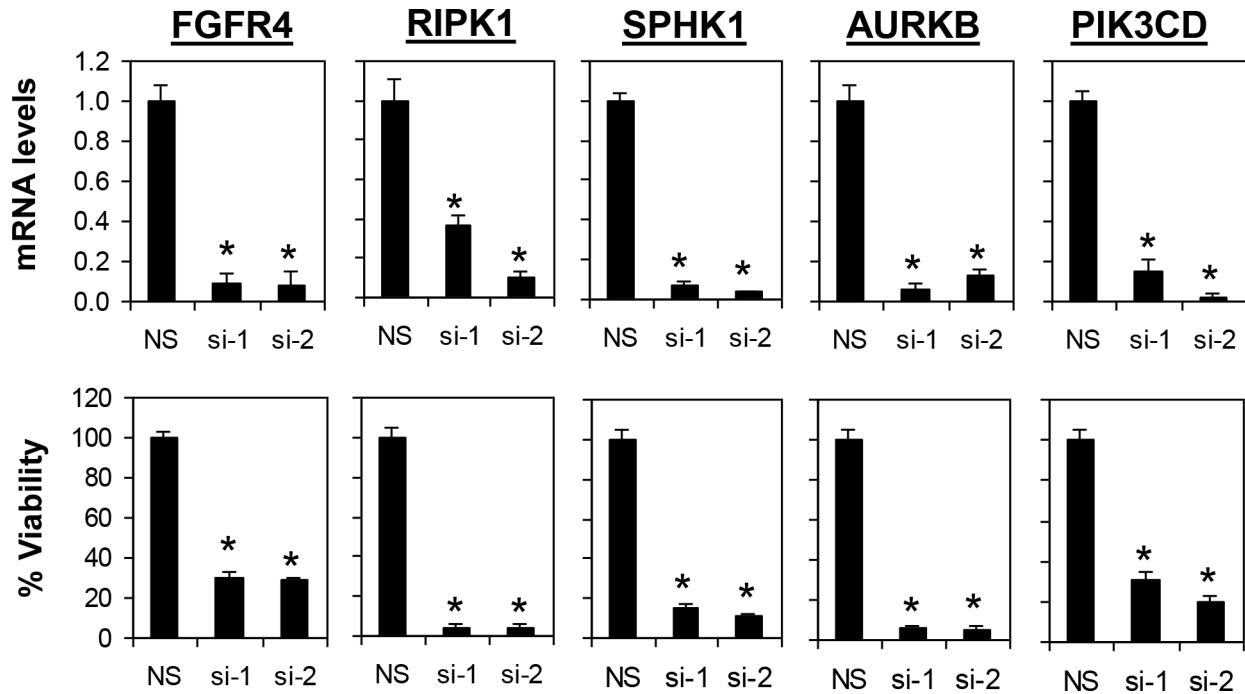 FGFR4 RIPK1 SPHK1 AURKB PIK3CD
mRNA levels
1.2
1.0
0.8
0.6
0.4
0.2
0.0
* * * * * * * * * *
NS si-1 si-2 NS si-1 si-2 NS si-1 si-2 NS si-1 si-2 NS si-1 si-2
% Viability
120
100
80
60
40
20
0
* * * * * * * * * *
NS si-1 si-2 NS si-1 si-2 NS si-1 si-2 NS si-1 si-2 NS si-1 si-2